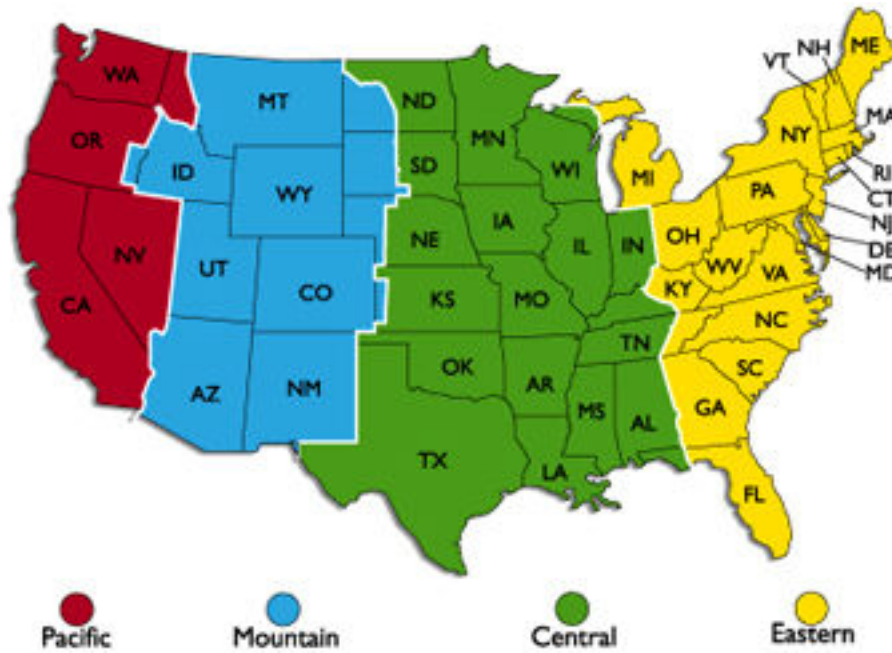 WA
MT
ND
MN
VT
NH
ME
OR
ID
SD
WI
MI
NY
MA
RI
CT
NJ
DE
MD
WY
IA
PA
NV
UT
NE
IL
IN
OH
WV
VA
CA
CO
KS
MO
KY
NC
AZ
NM
OK
AR
TN
SC
TX
LA
MS
AL
GA
FL
Pacific
Mountain
Central
Eastern